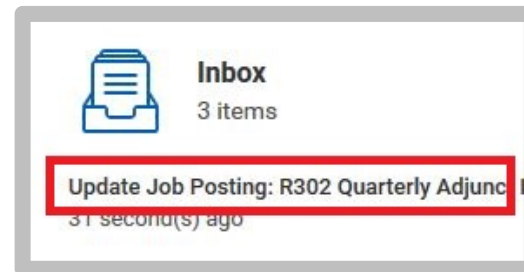 Inbox
3 items
Update Job Posting: R302 Quarterly Adjunc
31 second(s) ago